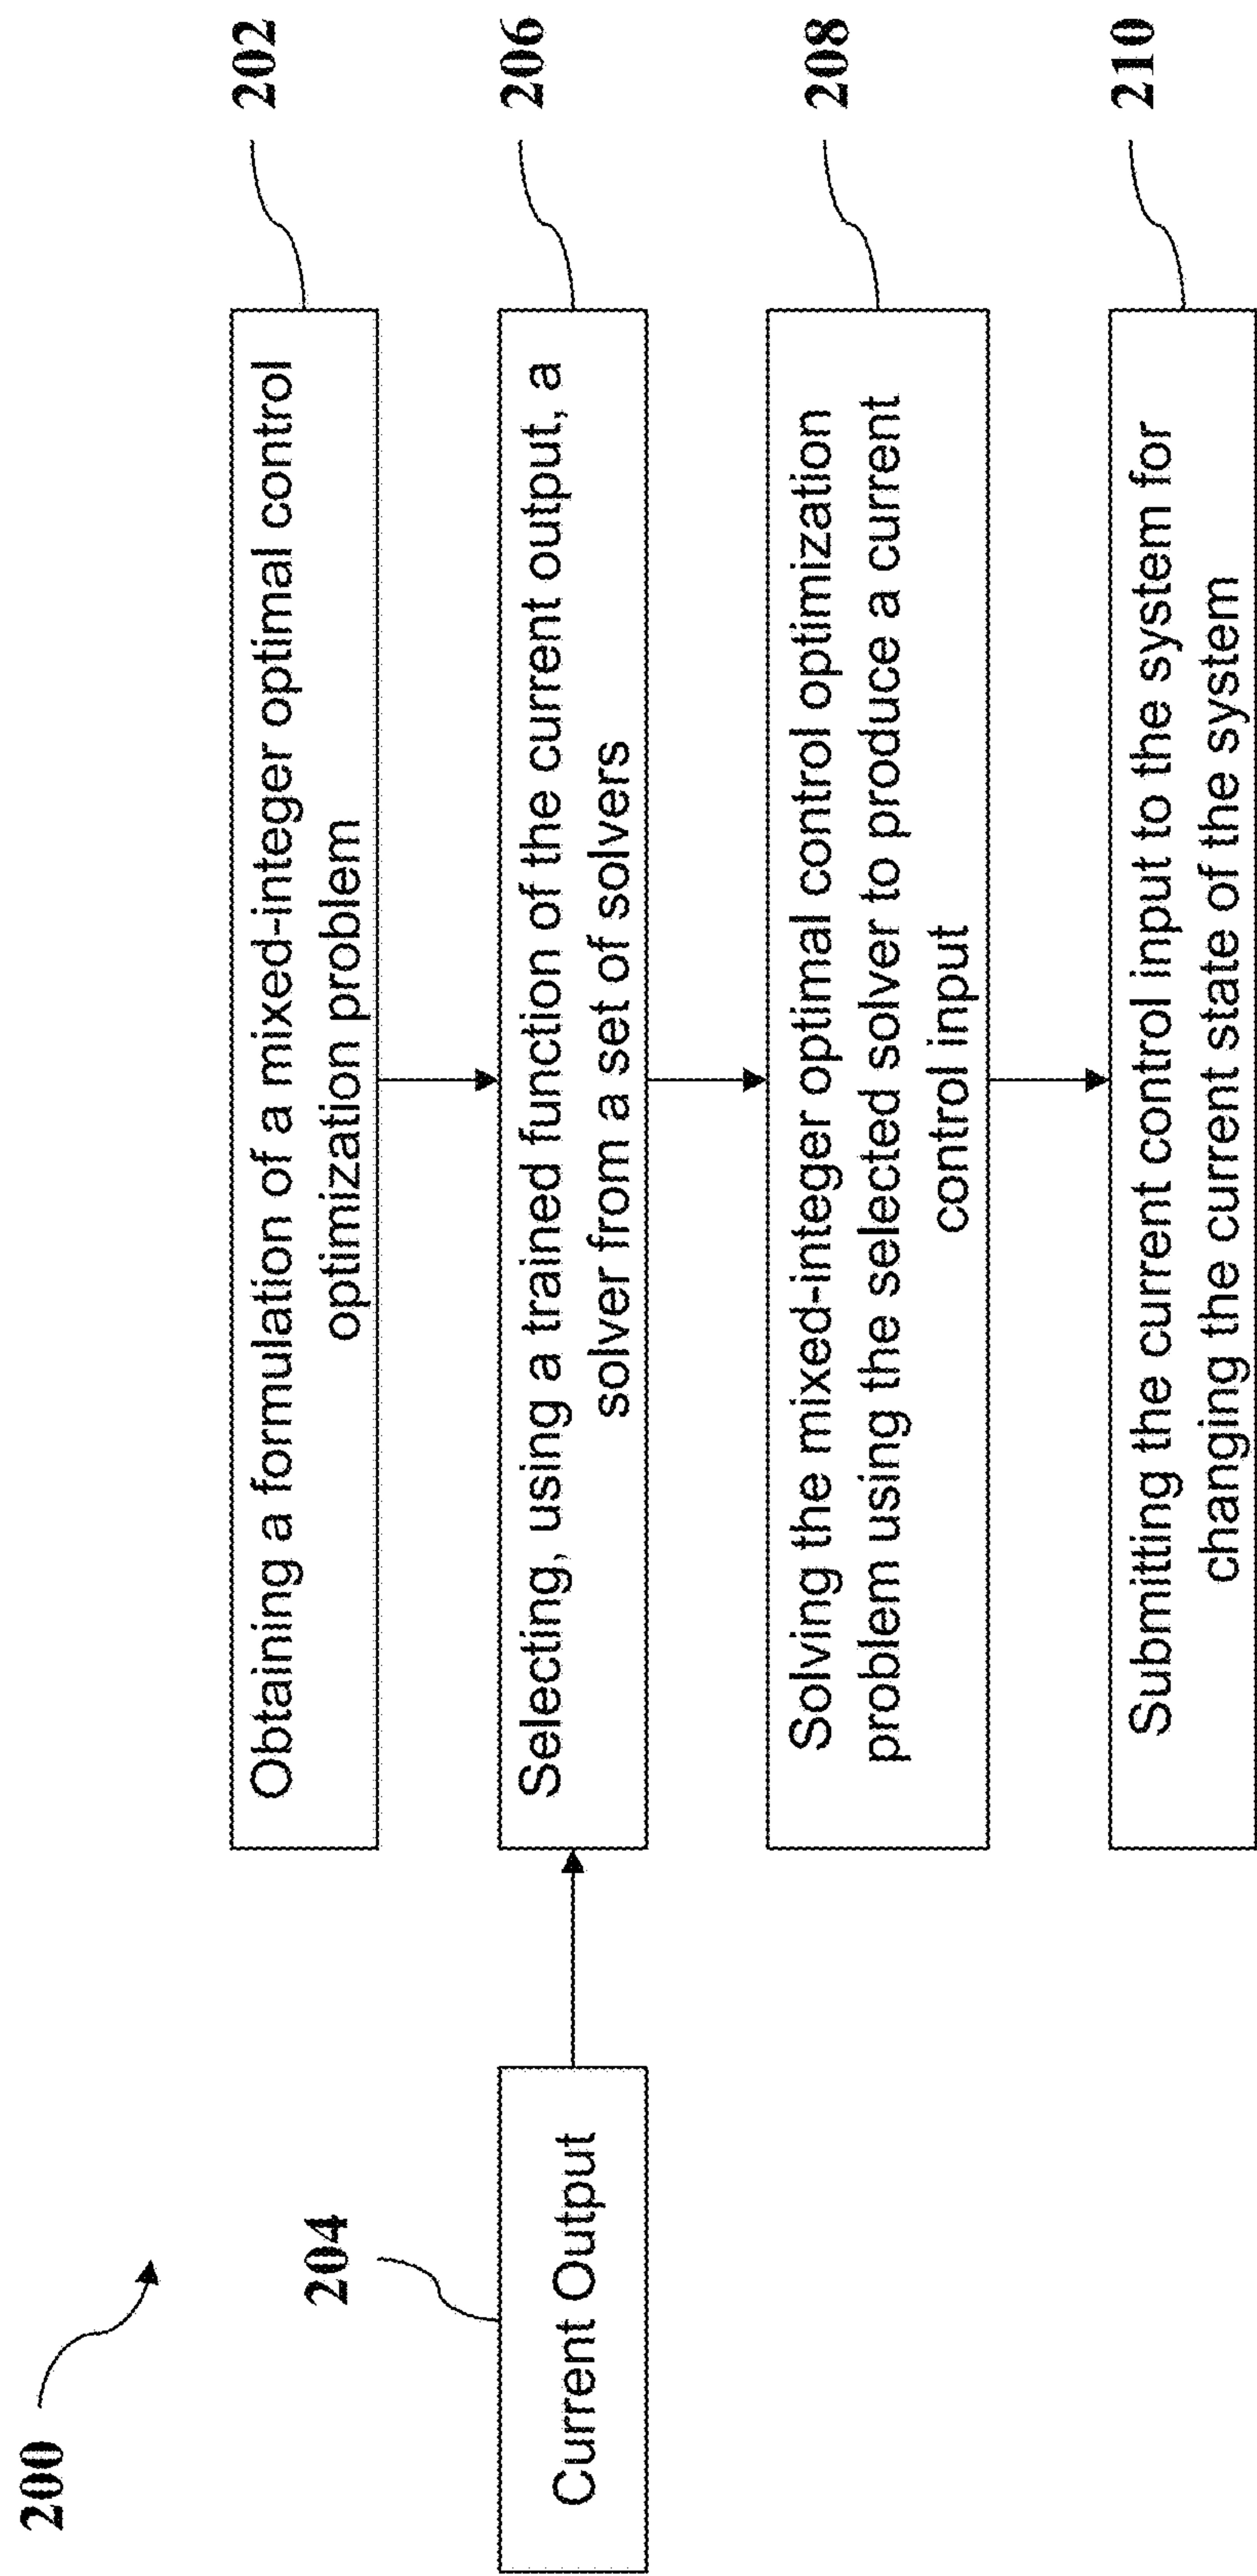 200
202
Obtaining a formulation of a mixed-integer optimal control
optimization problem
204
Current Output
206
Selecting, using a trained function of the current output, a
solver from a set of solvers
208
Solving the mixed-integer optimal control optimization
problem using the selected solver to produce a current
control input
210
Submitting the current control input to the system for
changing the current state of the system